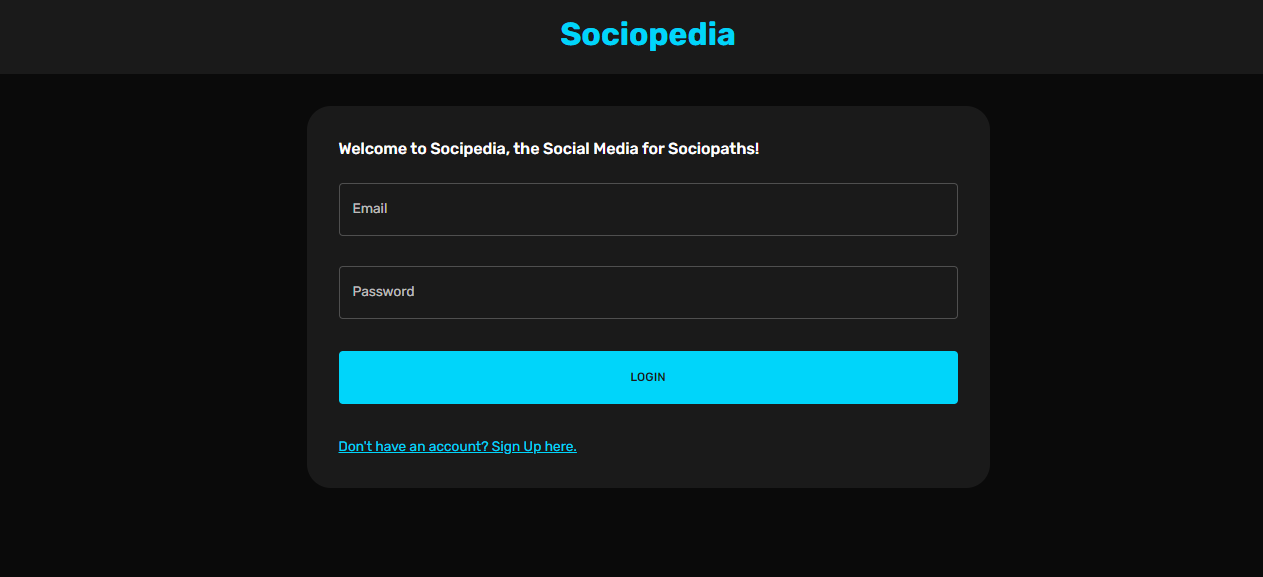 Sociopedia
Welcome to Socipedia, the Social Media for Sociopaths!
Email
Password
LOGIN
Don't have an account? Sign Up here.